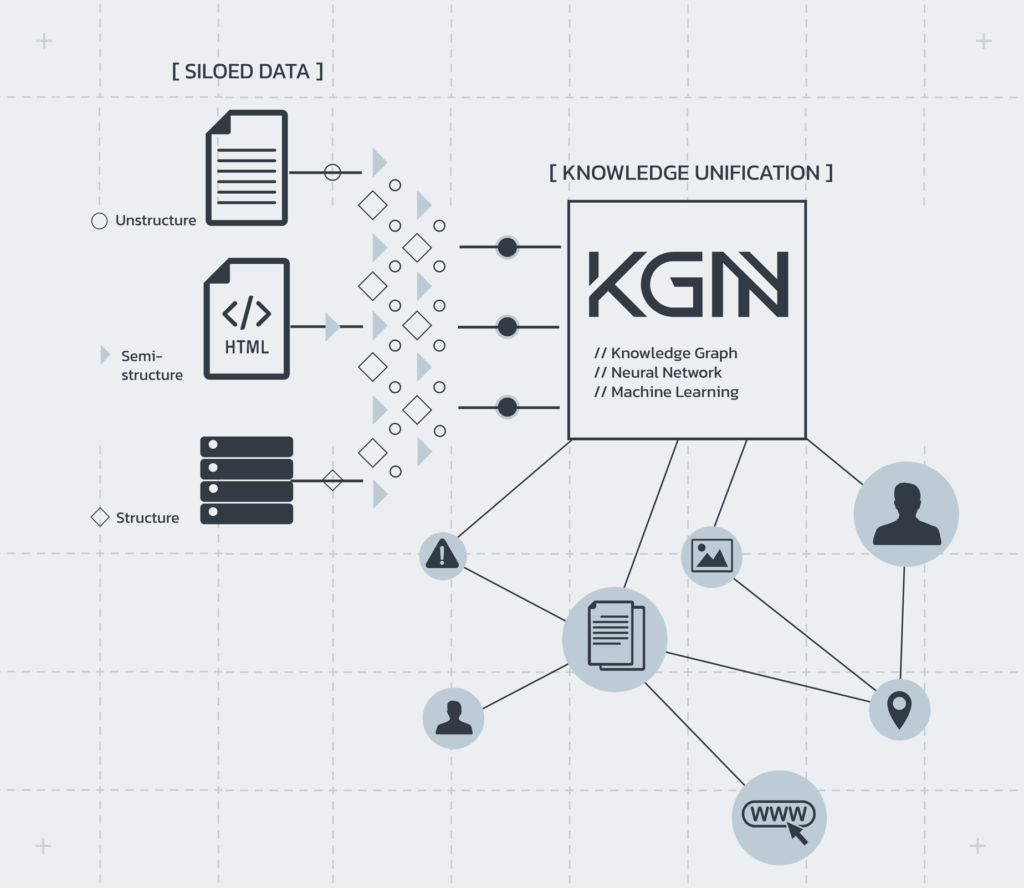 [ SILOED DATA ]
Unstructure
</>
HTML
Semi-
structure
Structure
[ KNOWLEDGE UNIFICATION ]
KGNN
// Knowledge Graph
// Neural Network
// Machine Learning
WWW